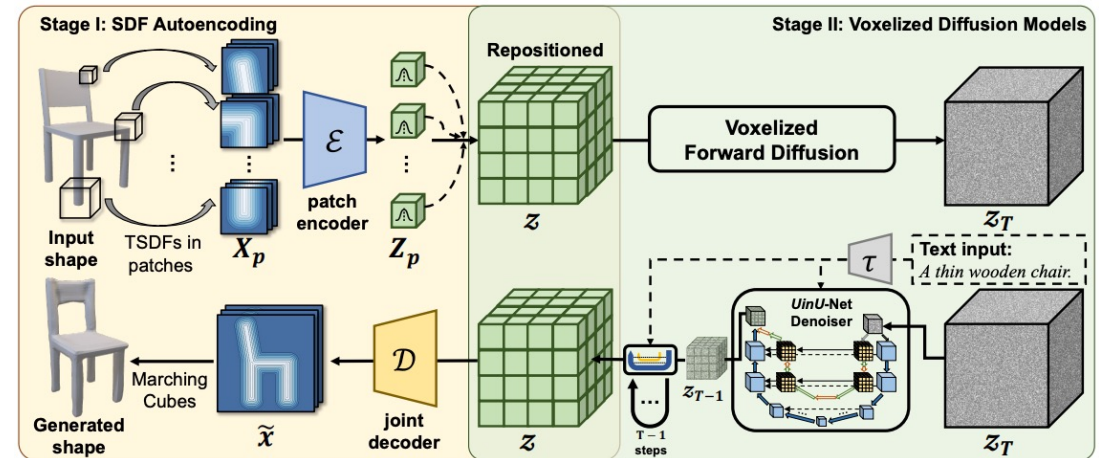 Stage I: SDF Autoencoding
Stage II: Voxelized Diffusion Models
Repositioned
Voxelized
Forward Diffusion
ℰ
patch
encoder
⋮
⋮
⋮
Input
shape
TSDFs in
patches
X_p
Z_p
z
z_T
τ
Text input:
A thin wooden chair.
UinU-Net
Denoiser
Generated
shape
Marching
Cubes
x̃
𝒟
joint
decoder
z
...
T − 1
steps
z_{T-1}
z_T